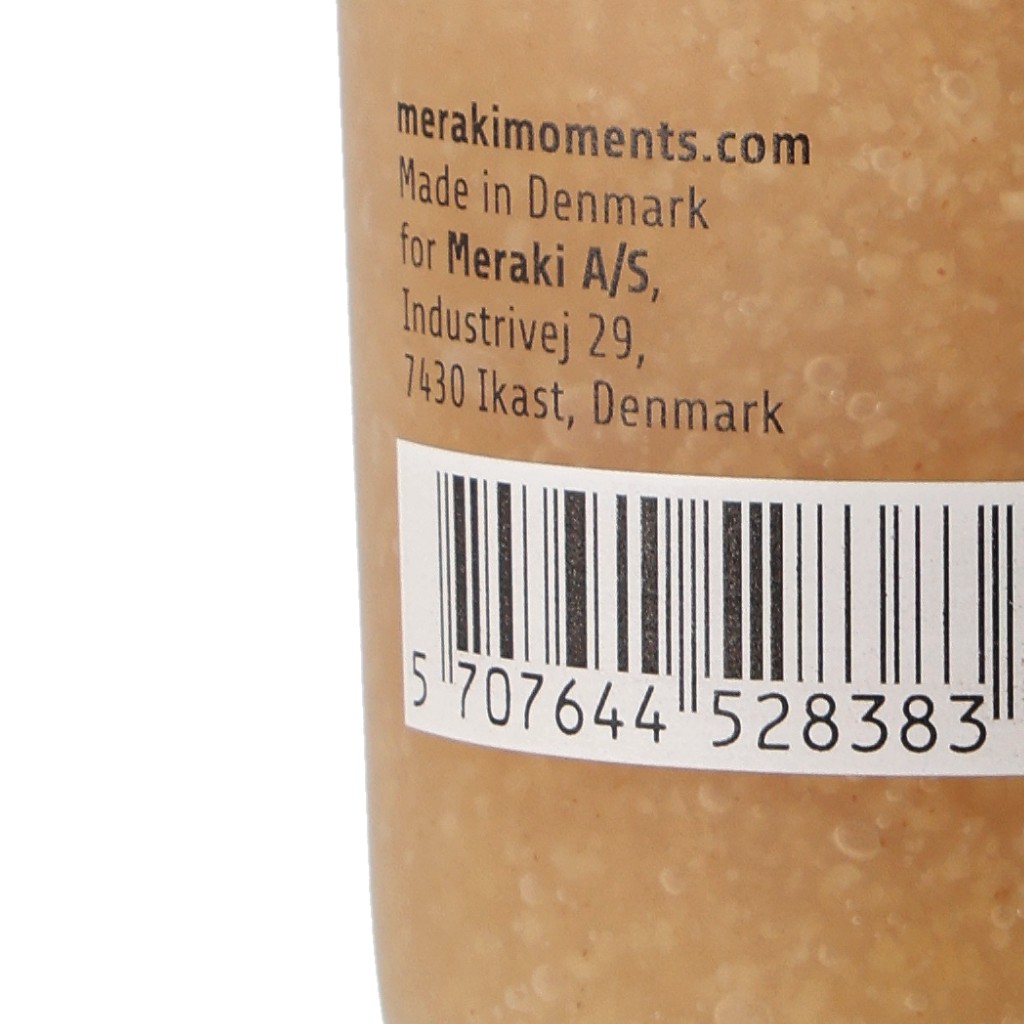 merakimoments.com
Made in Denmark
for Meraki A/S,
Industrivej 29,
7430 Ikast, Denmark
5 707644 528383